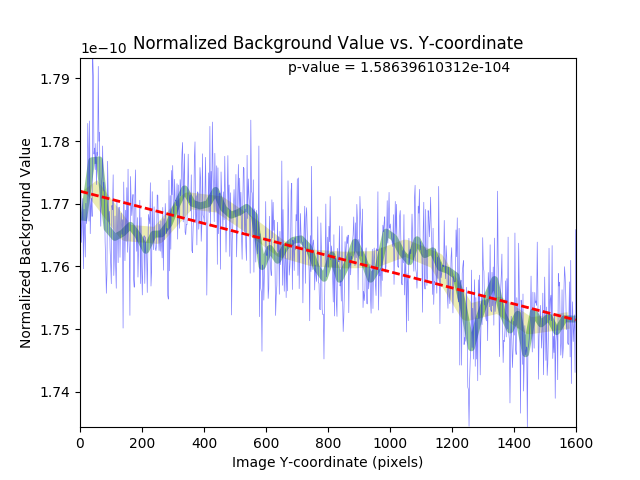 1e−10
Normalized Background Value vs. Y-coordinate
p-value = 1.58639610312e-104
1.79
1.78
1.77
1.76
1.75
1.74
Normalized Background Value
0 200 400 600 800 1000 1200 1400 1600
Image Y-coordinate (pixels)